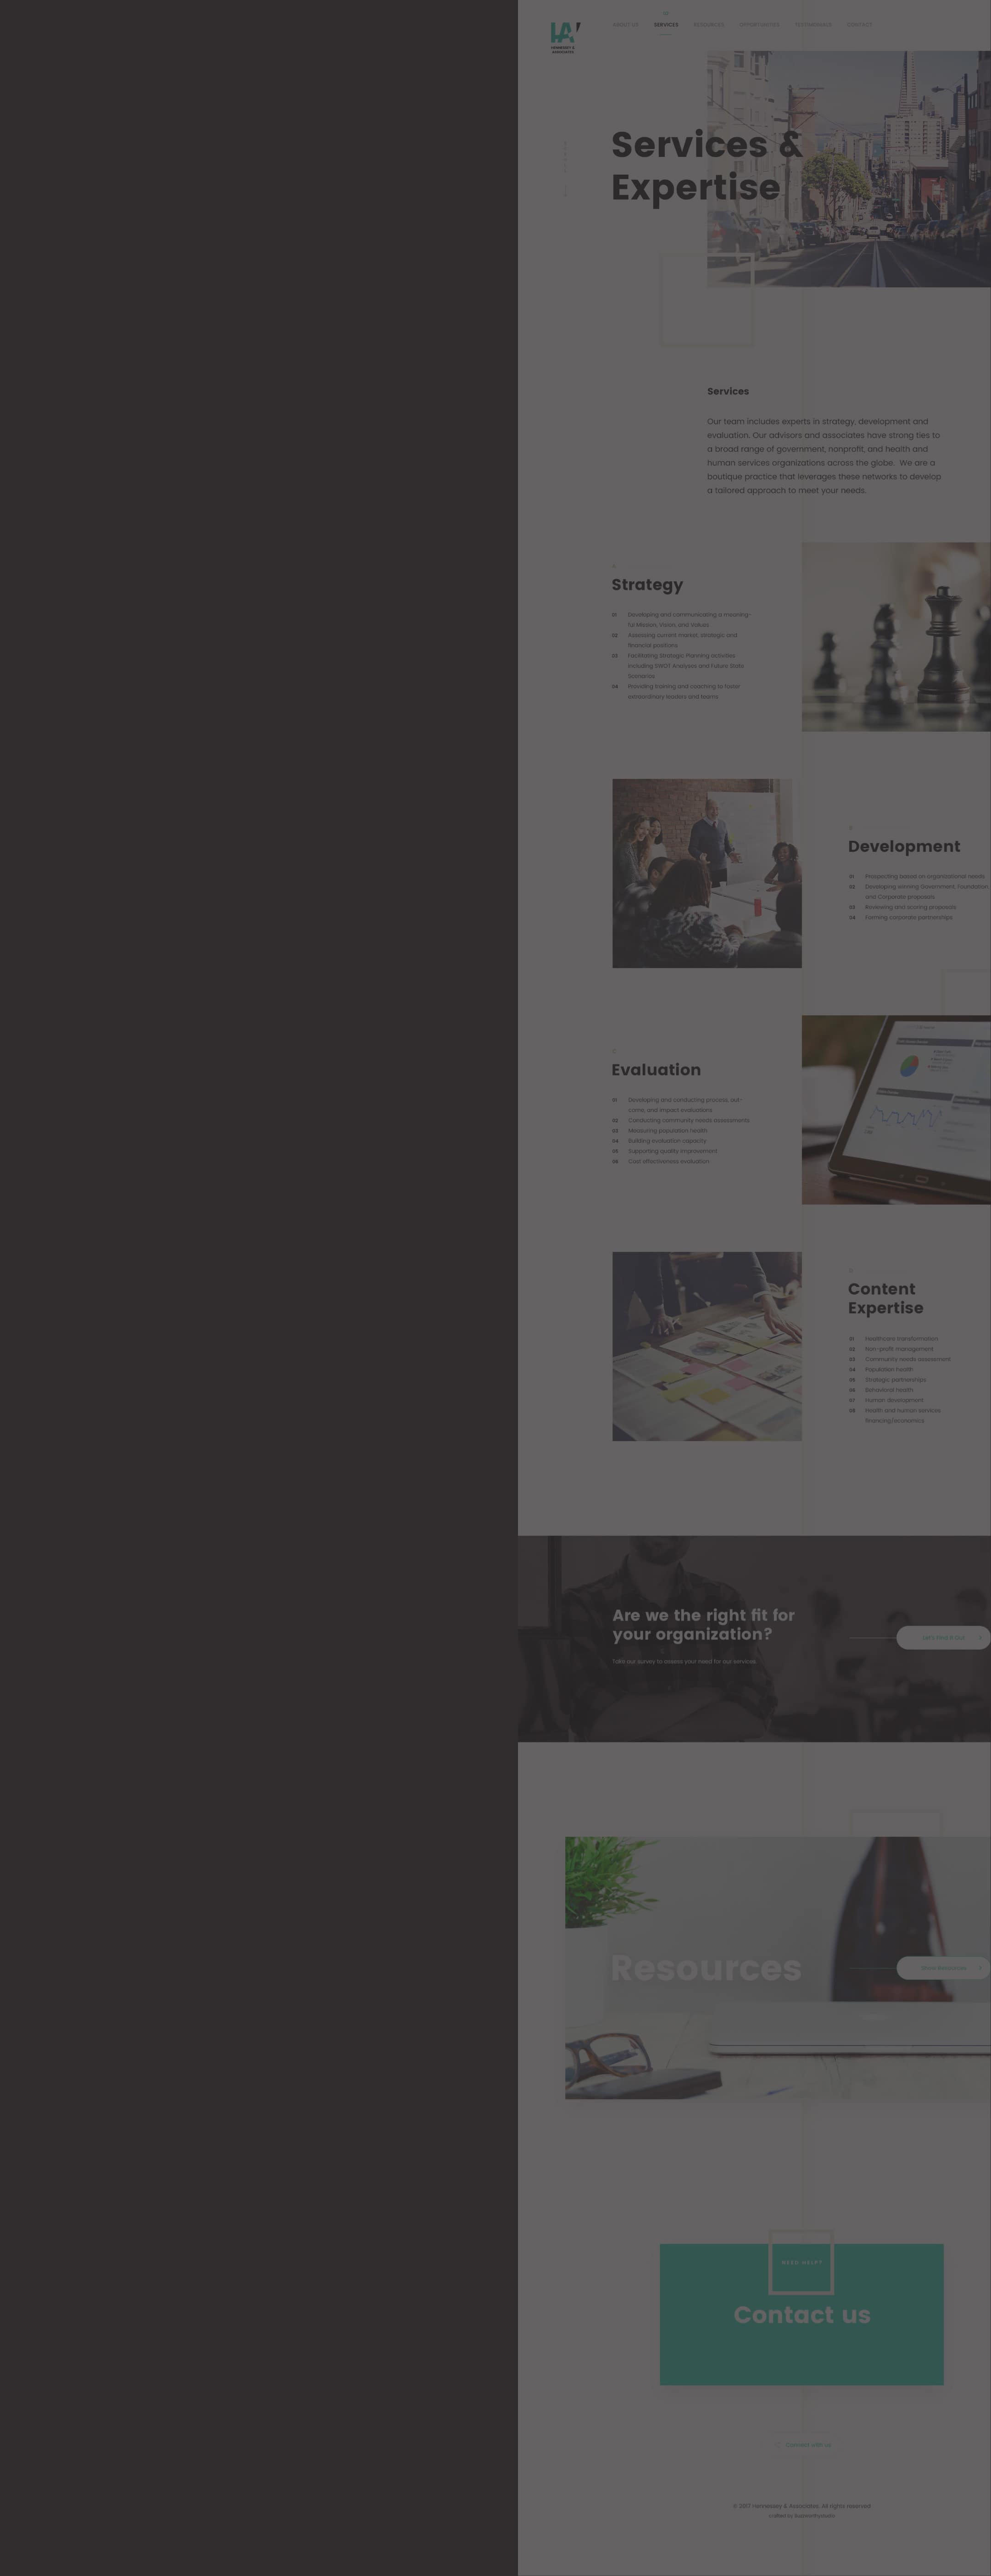 HENNESSEY &
ASSOCIATES
ABOUT US SERVICES RESOURCES OPPORTUNITIES TESTIMONIALS CONTACT
Services &
Expertise
Services
Our team includes experts in strategy, development and
evaluation. Our advisors and associates have strong ties to
a broad range of government, nonprofit, and health and
human services organizations across the globe. We are a
boutique practice that leverages these networks to develop
a tailored approach to meet your needs.
Strategy
01 Developing and communicating a meaning-
ful Mission, Vision and Values
02 Assessing current market, strategic and
financial positions
03 Facilitating Strategic Planning activities
including SWOT Analyses and Future State
Scenarios
04 Providing training and coaching to foster
extraordinary leaders and teams
Development
01 Prospecting based on organizational needs
02 Developing winning Government, Foundation
and Corporate proposals
03 Reviewing and scoring proposals
04 Forming corporate partnerships
Evaluation
01 Developing and conducting process, out-
come, and impact evaluations
02 Conducting community needs assessments
03 Measuring population health
04 Building evaluation capacity
05 Supporting quality improvement
06 Cost effectiveness evaluation
Content
Expertise
01 Healthcare transformation
02 Non-profit management
03 Community needs assessment
04 Population health
05 Strategic partnerships
06 Behavioral health
07 Human development
08 Health and human services
financing/economics
Are we the right fit for
your organization?
Take our survey to assess your need for our services
Let's find it out
Resources
NEED HELP?
Contact us
Connect with us
© 2017 Hennessey & Associates. All rights reserved